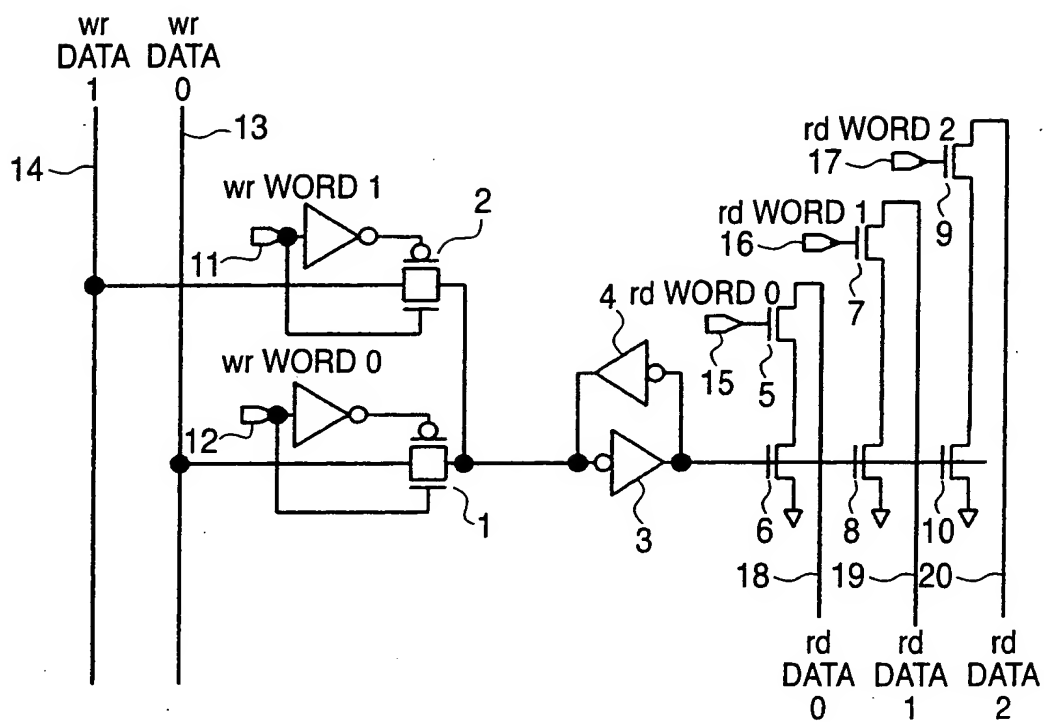 wr wr
DATA DATA
1 0
13
14
rd WORD 2
17
9
wr WORD 1
2
11
rd WORD 1
16
7
4
rd WORD 0
15
5
wr WORD 0
12
1
3
6
8
10
18
19
20
rd rd rd
DATA DATA DATA
0 1 2